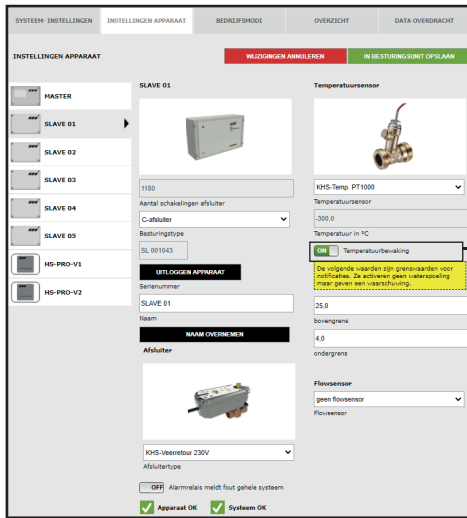 SYSTEEM- INSTELLINGEN
INSTELLINGEN APPARAAT
BEDRIJFSMODI
OVERZICHT
DATA OVERDRACHT
INSTELLINGEN APPARAAT
WIJZIGINGEN ANNULEREN
IN BESTURINGSUNIT OPSLAAN
MASTER
SLAVE 01
SLAVE 02
SLAVE 03
SLAVE 04
SLAVE 05
HS-PRO-V1
HS-PRO-V2
SLAVE 01
1180
Aantal schakelingen afsluiter
C-afsluiter
Besturingstype
SL 001043
UITLOGGEN APPARAAT
Serienummer
SLAVE 01
Naam
NAAM OVERNEMEN
Afsluiter
KHS-Veerretour 230V
Afsluitertype
OFF Alarmrelais meldt fout gehele systeem
Apparaat OK
Systeem OK
Temperatuursensor
KHS-Temp. PT1000
Temperatuursensor
-300,0
Temperatuur in °C
ON Temperatuurbewaking
De volgende waarden zijn grenswaarden voor
notificaties. Ze activeren geen waterspoeling
maar geven een waarschuwing.
25,0
bovengrens
4,0
ondergrens
Flowsensor
geen flowsensor
Flowsensor